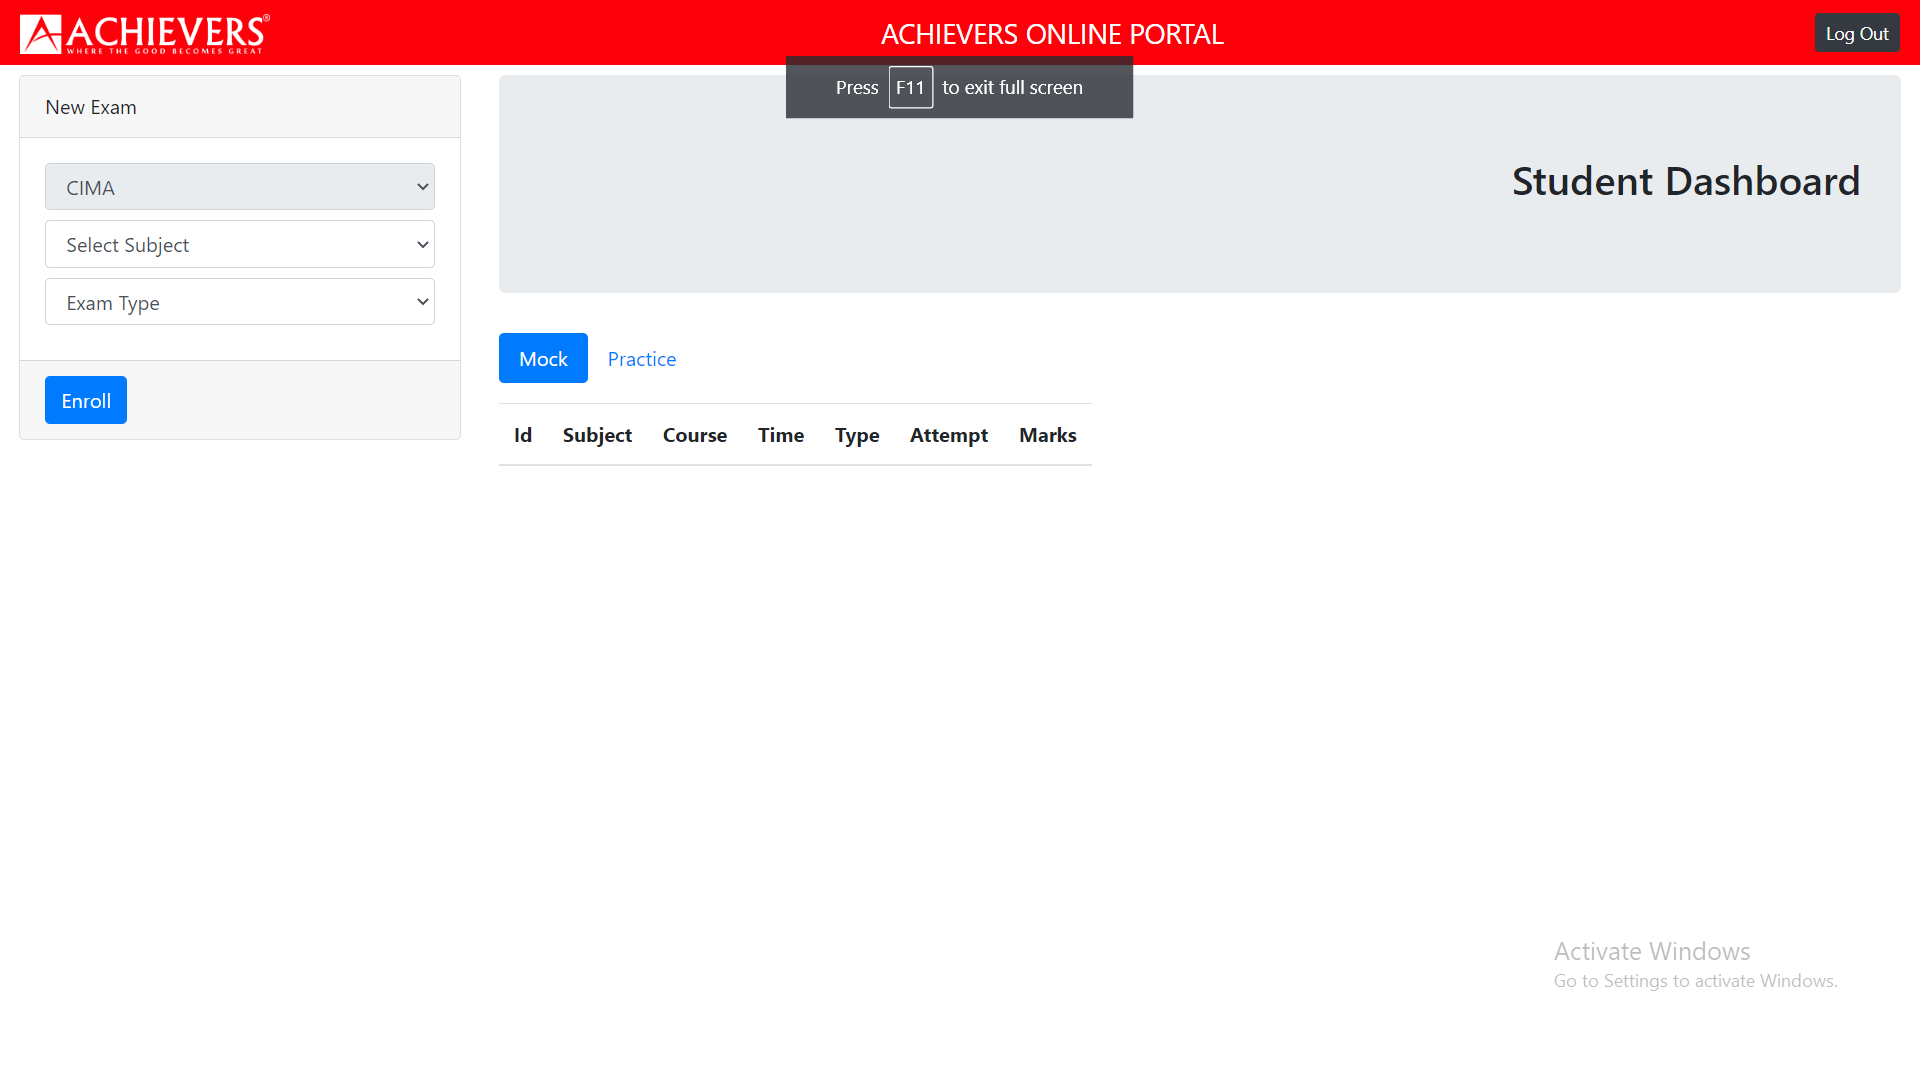 ACHIEVERS®
WHERE THE GOOD BECOMES GREAT
ACHIEVERS ONLINE PORTAL
Log Out
Press F11 to exit full screen
New Exam
CIMA
Select Subject
Exam Type
Enroll
Student Dashboard
Mock Practice
Id Subject Course Time Type Attempt Marks
Activate Windows
Go to Settings to activate Windows.